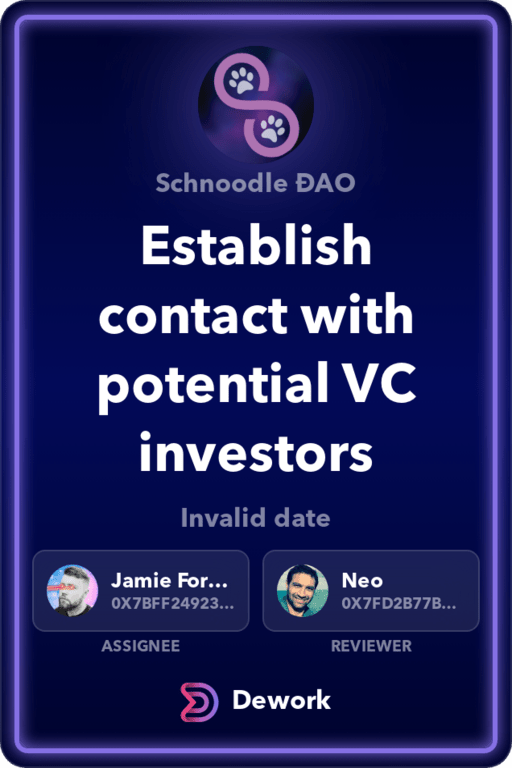 Schnoodle ĐAO
Establish
contact with
potential VC
investors
Invalid date
Jamie For...
0X7BFF24923...
ASSIGNEE
Neo
0X7FD2B77B...
REVIEWER
Dework